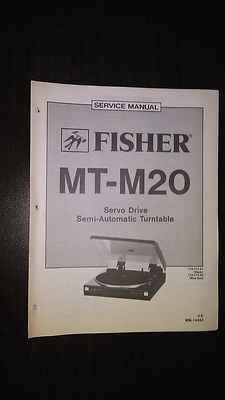 SERVICE MANUAL
FISHER®
MT-M20
Servo Drive
Semi-Automatic Turntable